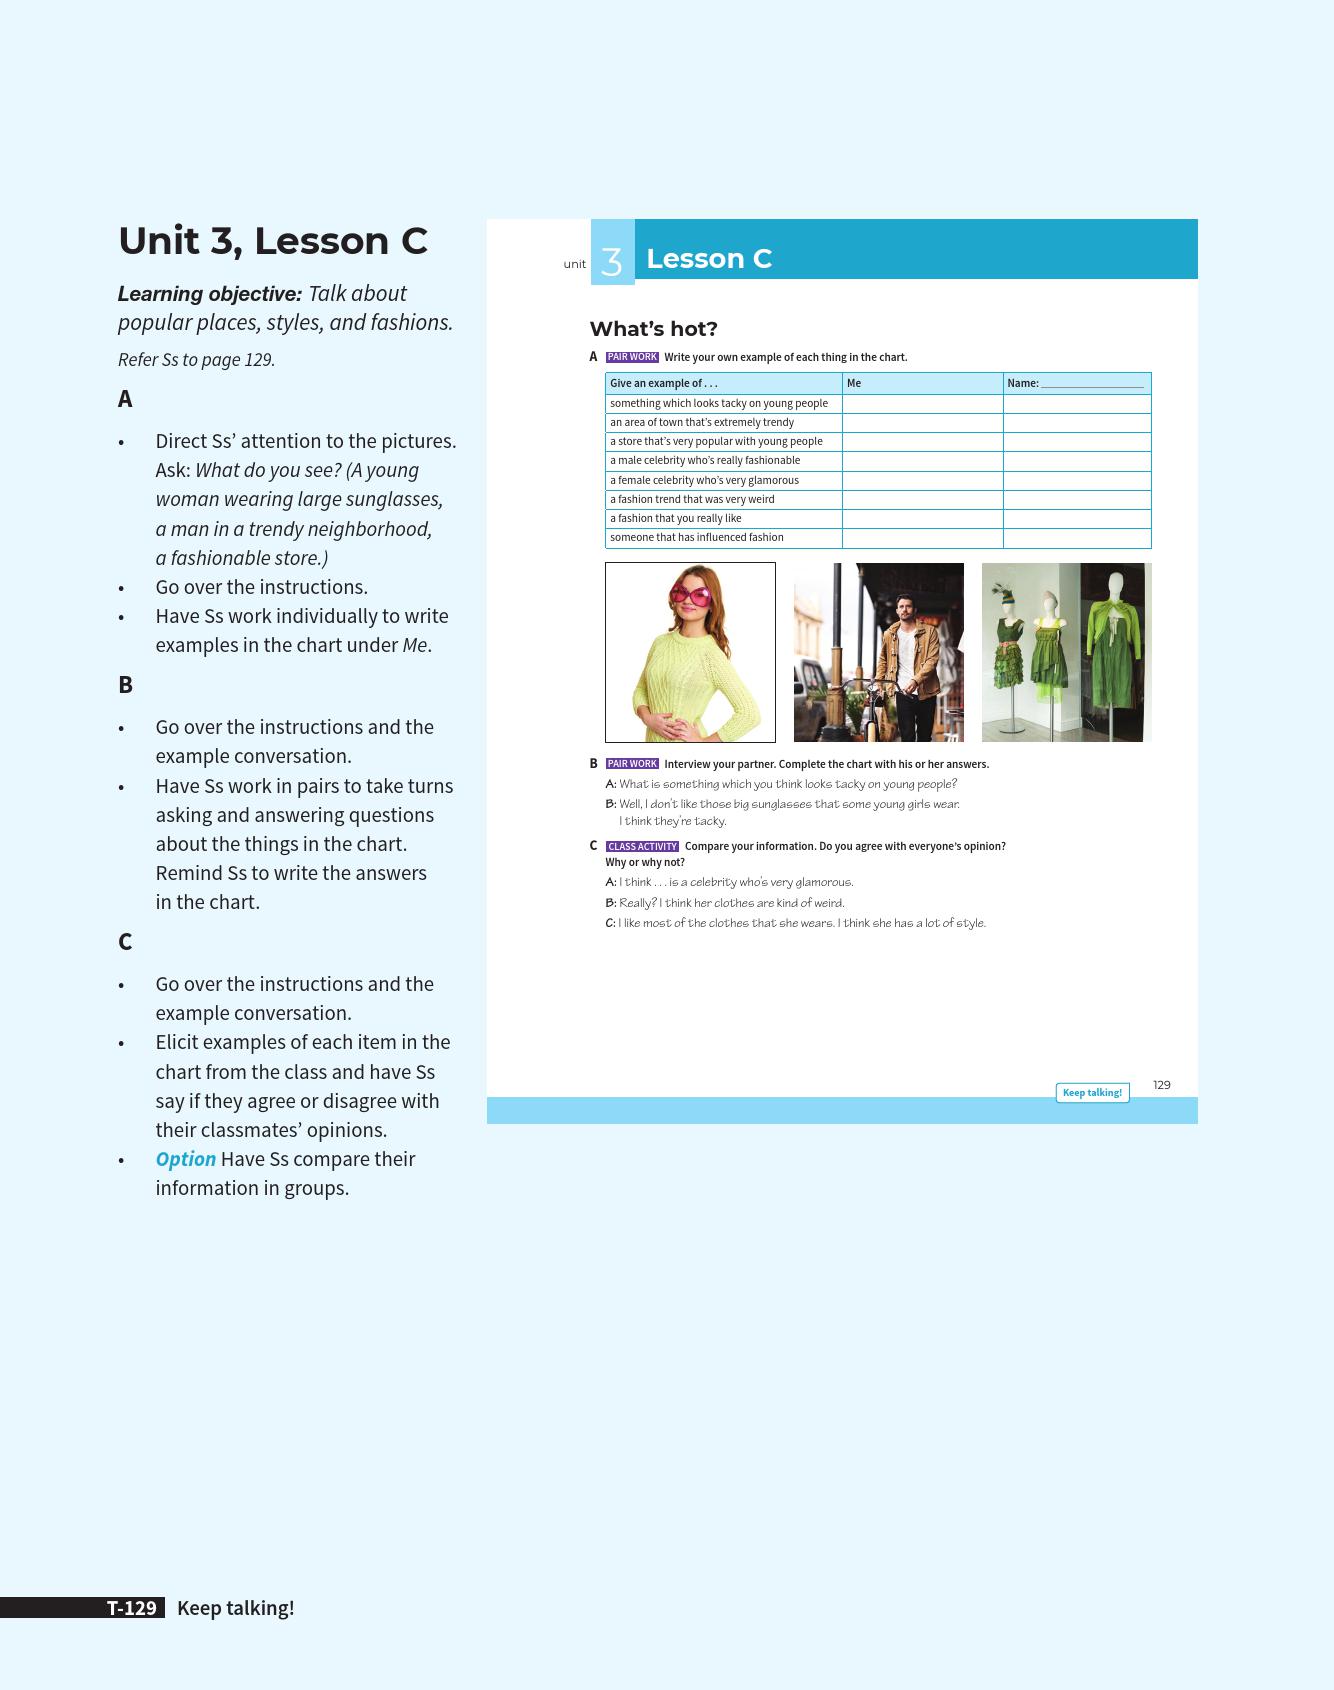 Unit 3, Lesson C
Learning objective: Talk about
popular places, styles, and fashions.
Refer Ss to page 129.
A
• Direct Ss’ attention to the pictures.
Ask: What do you see? (A young
woman wearing large sunglasses,
a man in a trendy neighborhood,
a fashionable store.)
• Go over the instructions.
• Have Ss work individually to write
examples in the chart under Me.
B
• Go over the instructions and the
example conversation.
• Have Ss work in pairs to take turns
asking and answering questions
about the things in the chart.
Remind Ss to write the answers
in the chart.
C
• Go over the instructions and the
example conversation.
• Elicit examples of each item in the
chart from the class and have Ss
say if they agree or disagree with
their classmates’ opinions.
• Option Have Ss compare their
information in groups.
unit 3 Lesson C
What’s hot?
A PAIR WORK Write your own example of each thing in the chart.
Give an example of . . . Me Name: ____________________
something which looks tacky on young people
an area of town that’s extremely trendy
a store that’s very popular with young people
a male celebrity who’s really fashionable
a female celebrity who’s very glamorous
a fashion trend that was very weird
a fashion that you really like
someone that has influenced fashion
B PAIR WORK Interview your partner. Complete the chart with his or her answers.
A: What is something which you think looks tacky on young people?
B: Well, I don’t like those big sunglasses that some young girls wear.
I think they’re tacky.
C CLASS ACTIVITY Compare your information. Do you agree with everyone’s opinion?
Why or why not?
A: I think . . . is a celebrity who’s very glamorous.
B: Really? I think her clothes are kind of weird.
C: I like most of the clothes that she wears. I think she has a lot of style.
Keep talking! 129
T-129 Keep talking!